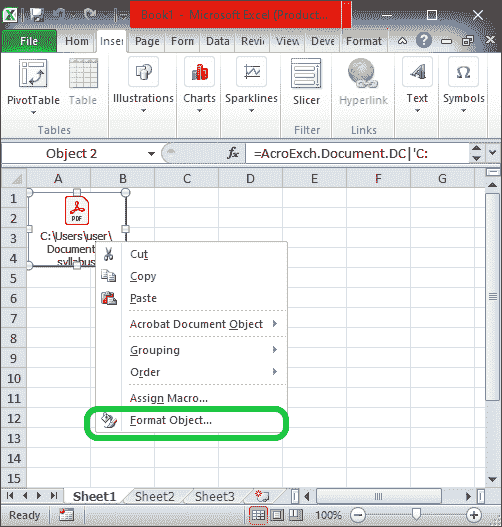 Book1 - Microsoft Excel (Product...
File Hom Inser Page Forn Data Revie View Deve Format
PivotTable Table Illustrations Charts Sparklines Slicer Hyperlink Text Symbols
Tables Filter Links
Object 2 fx =AcroExch.Document.DC|'C:
A B C D E F G
1
2
PDF
3 C:\Users\user\
Document
4 syllabus
5
6
7
8
9
10
11
12
13
14
15
Cut
Copy
Paste
Acrobat Document Object
Grouping
Order
Assign Macro...
Format Object...
Sheet1 Sheet2 Sheet3
Ready 100%